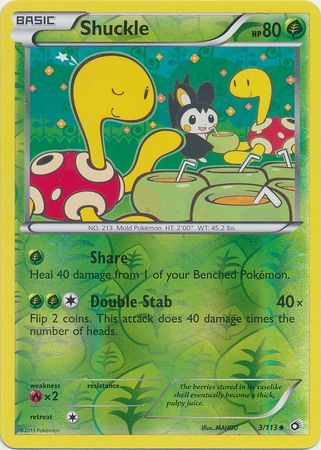 BASIC
Shuckle
HP 80
NO. 213 Mold Pokémon. HT: 2'00" WT: 45.2 lbs.
Share
Heal 40 damage from 1 of your Benched Pokémon.
Double Stab 40×
Flip 2 coins. This attack does 40 damage times the
number of heads.
weakness resistance
×2
retreat
The berries stored in its vaselike
shell eventually become a thick,
pulpy juice.
©2013 Pokémon
Illus. MAHOU 3/113